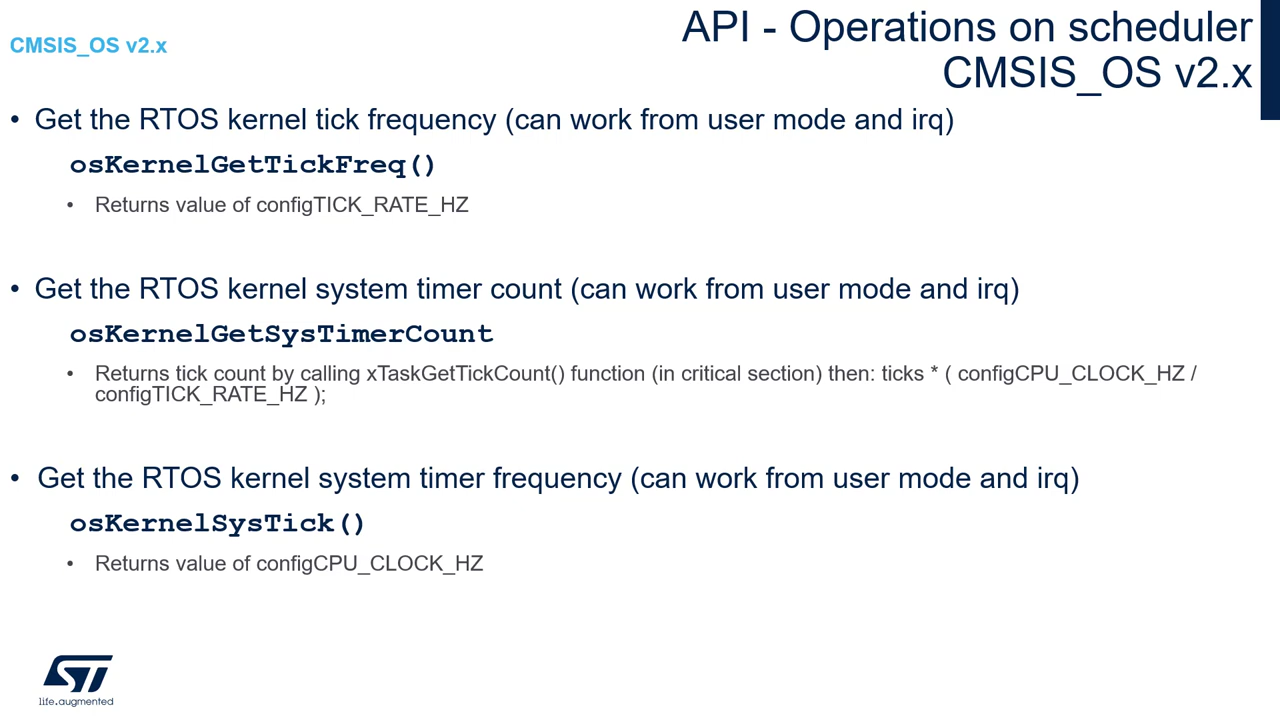 CMSIS_OS v2.x
API - Operations on scheduler
CMSIS_OS v2.x
• Get the RTOS kernel tick frequency (can work from user mode and irq)
osKernelGetTickFreq()
• Returns value of configTICK_RATE_HZ
• Get the RTOS kernel system timer count (can work from user mode and irq)
osKernelGetSysTimerCount
• Returns tick count by calling xTaskGetTickCount() function (in critical section) then: ticks * ( configCPU_CLOCK_HZ /
configTICK_RATE_HZ );
• Get the RTOS kernel system timer frequency (can work from user mode and irq)
osKernelSysTick()
• Returns value of configCPU_CLOCK_HZ
ST
life.augmented